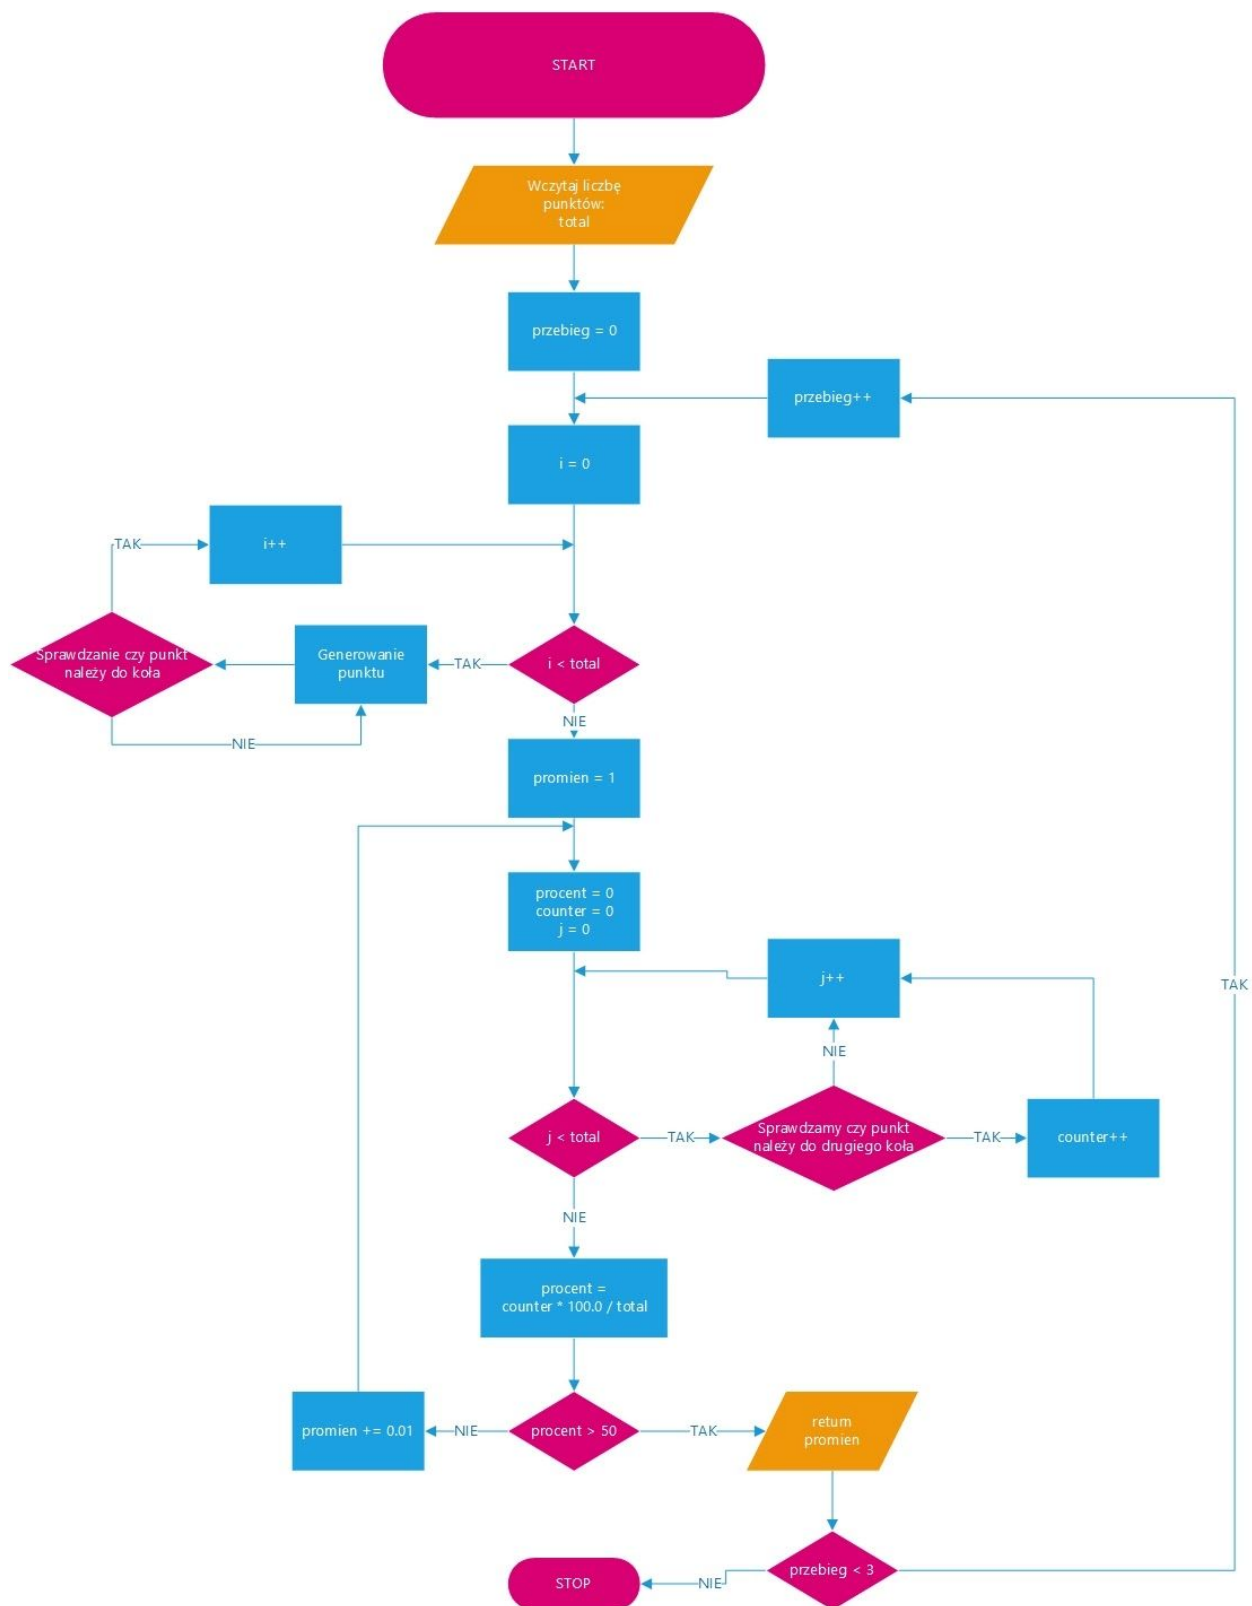 START
Wczytaj liczbę
punktów:
total
przebieg = 0
przebieg++
i = 0
TAK
i++
Sprawdzanie czy punkt
należy do koła
Generowanie
punktu
TAK
i < total
NIE
NIE
promien = 1
procent = 0
counter = 0
j = 0
j++
TAK
NIE
j < total
TAK
Sprawdzamy czy punkt
należy do drugiego koła
TAK
counter++
NIE
procent =
counter * 100.0 / total
promien += 0.01
NIE
procent > 50
TAK
return
promien
przebieg < 3
NIE
STOP